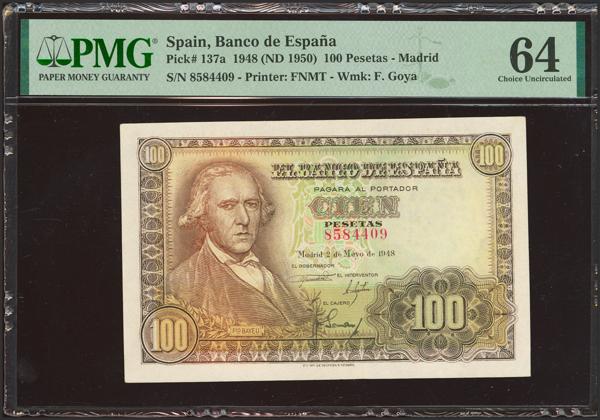 PMG
PAPER MONEY GUARANTY
Spain, Banco de España
Pick# 137a 1948 (ND 1950) 100 Pesetas - Madrid
S/N 8584409 - Printer: FNMT - Wmk: F. Goya
64
Choice Uncirculated
100
100
EL BANCO DE ESPAÑA
PAGARA AL PORTADOR
CIEN
PESETAS
8584409
Madrid 2 de Mayo de 1948
EL GOBERNADOR
EL INTERVENTOR
EL CAJERO
100
Fco BAYEU
100